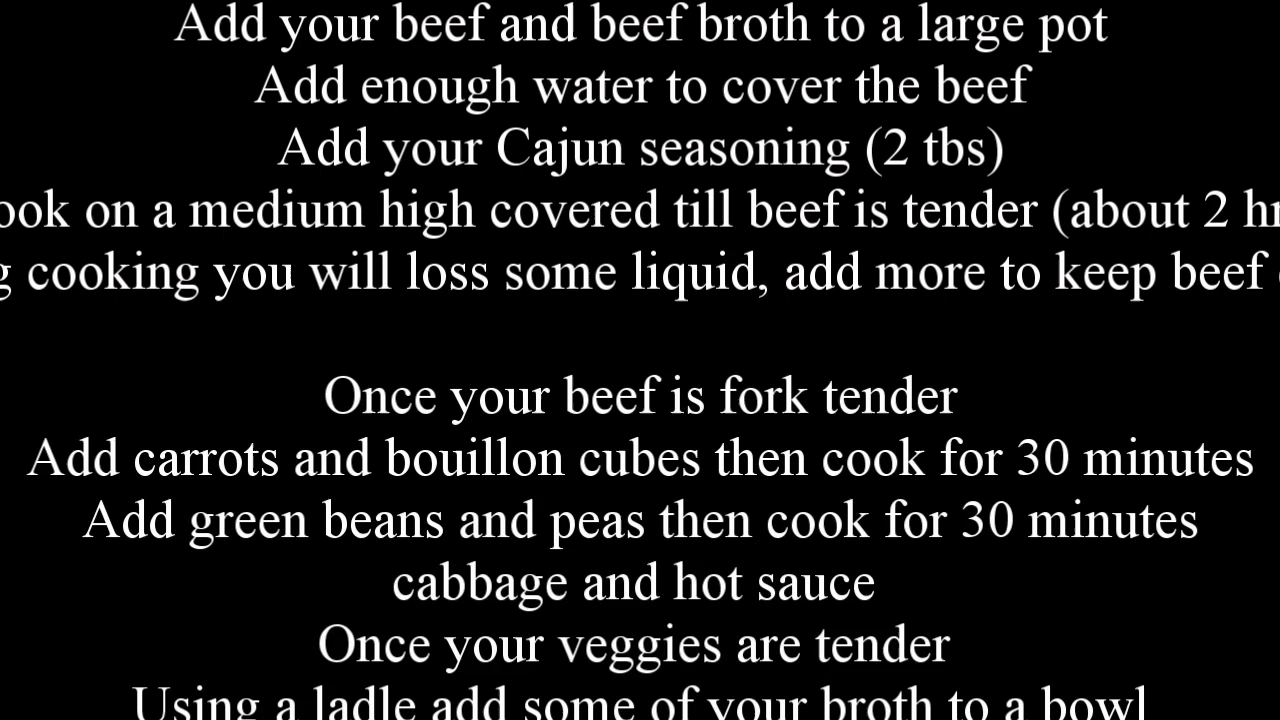 Add your beef and beef broth to a large pot
Add enough water to cover the beef
Add your Cajun seasoning (2 tbs)
ook on a medium high covered till beef is tender (about 2 hr
g cooking you will loss some liquid, add more to keep beef
Once your beef is fork tender
Add carrots and bouillon cubes then cook for 30 minutes
Add green beans and peas then cook for 30 minutes
cabbage and hot sauce
Once your veggies are tender
Using a ladle add some of your broth to a bowl